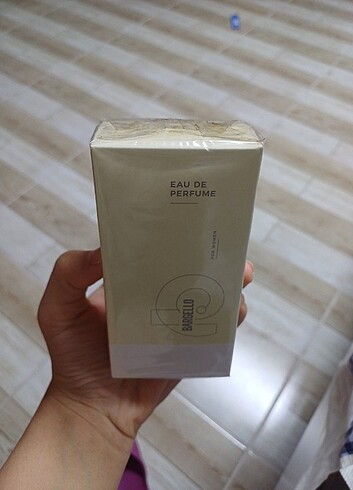 EAU DE
PERFUME
FOR WOMEN
BARGELLO